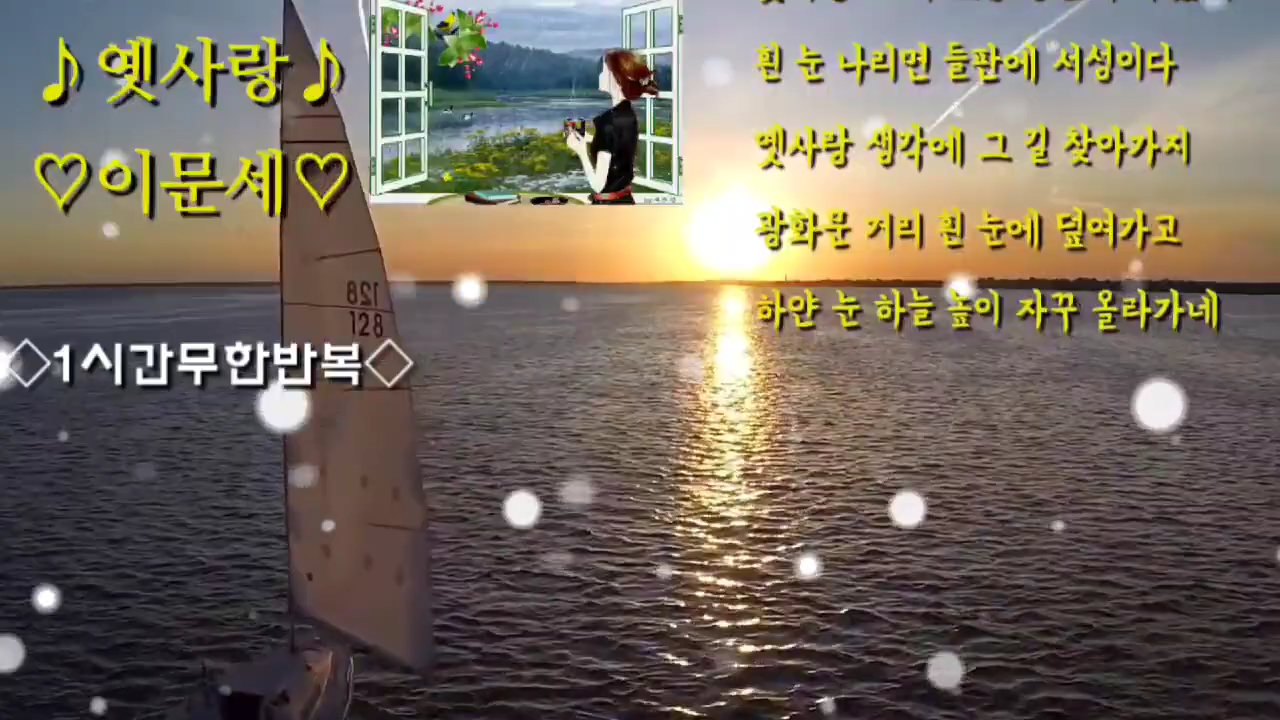 ♪옛사랑♪
♡이문세♡
◇1시간무한반복◇
128
128
흰 눈 나리면 들판에 서성이다
옛사랑 생각에 그 길 찾아가지
광화문 거리 흰 눈에 덮여가고
하얀 눈 하늘 높이 자꾸 올라가네